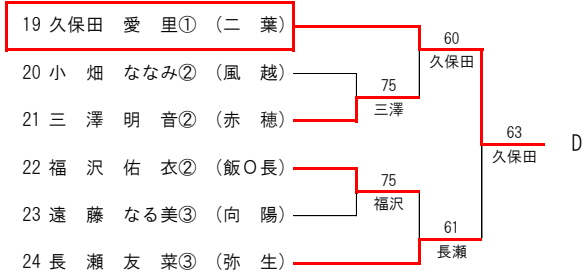 19 久保田　愛　里① （二　葉）
60
久保田
20 小　畑　ななみ② （風　越）
75
三澤
21 三　澤　明　音② （赤　穂）
63
久保田
D
22 福　沢　佑　衣② （飯Ｏ長）
75
福沢
23 遠　藤　なる美③ （向　陽）
61
長瀬
24 長　瀬　友　菜③ （弥　生）